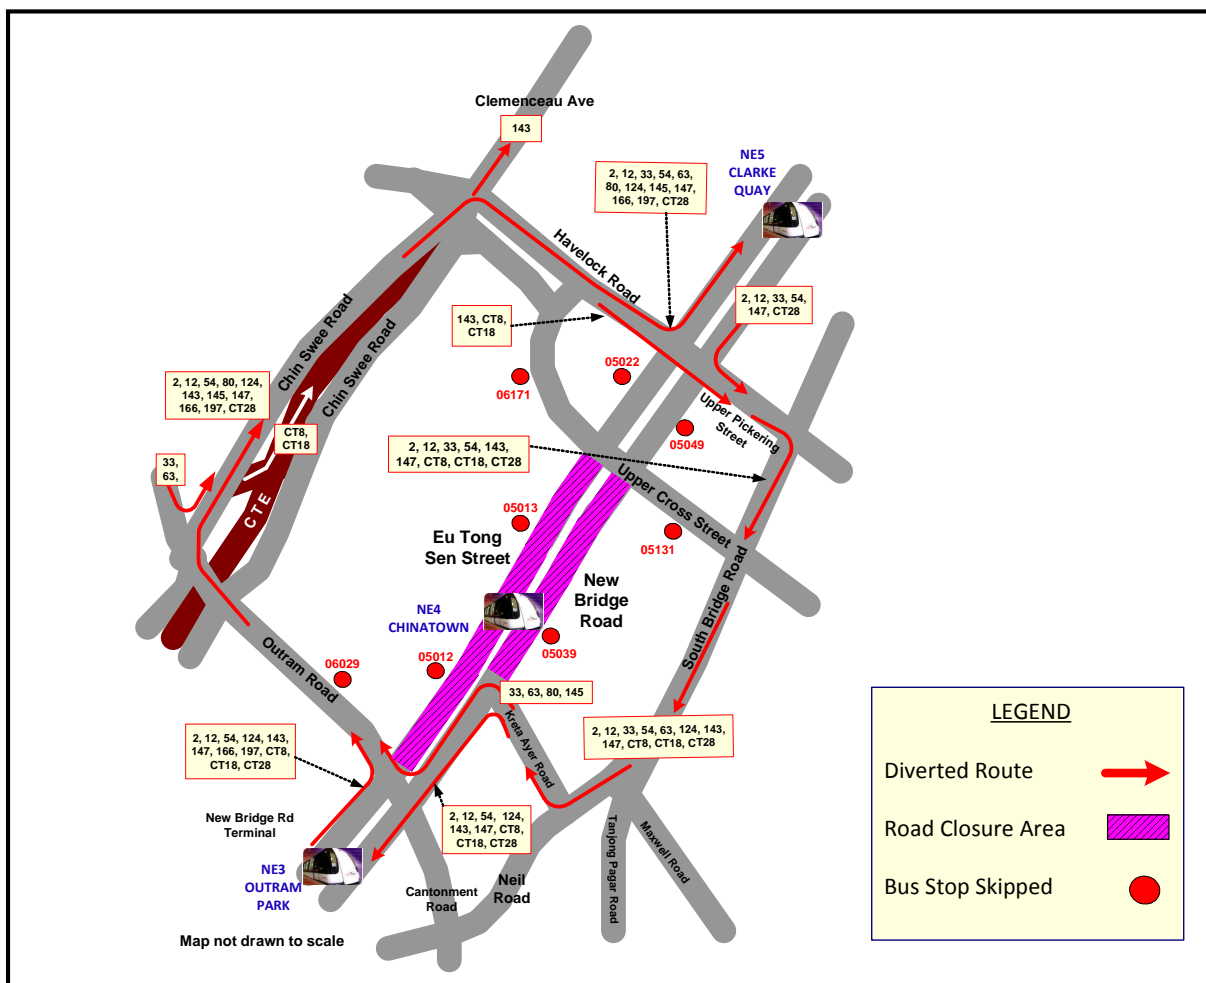 Clemenceau Ave
143
NE5
CLARKE
QUAY
2, 12, 33, 54, 63,
80, 124, 145, 147,
166, 197, CT28
Havelock Road
2, 12, 33, 54,
147, CT28
143, CT8,
CT18
Chin Swee Road
Chin Swee Road
05022
06171
2, 12, 54, 80, 124,
143, 145, 147,
166, 197, CT28
CT8,
CT18
Upper Pickering
Street
05049
2, 12, 33, 54, 143,
147, CT8, CT18, CT28
33,
63,
CTE
Upper Cross Street
05013
Eu Tong
Sen Street
05131
New
Bridge
Road
South Bridge Road
NE4
CHINATOWN
05039
Outram Road
06029
05012
33, 63, 80, 145
Kreta Ayer Road
2, 12, 33, 54, 63, 124, 143,
147, CT8, CT18, CT28
2, 12, 54, 124, 143,
147, 166, 197, CT8,
CT18, CT28
New Bridge Rd
Terminal
2, 12, 54, 124,
143, 147, CT8,
CT18, CT28
Tanjong Pagar Road
Maxwell Road
NE3
OUTRAM
PARK
Cantonment
Road
Neil
Road
Map not drawn to scale
LEGEND
Diverted Route
Road Closure Area
Bus Stop Skipped